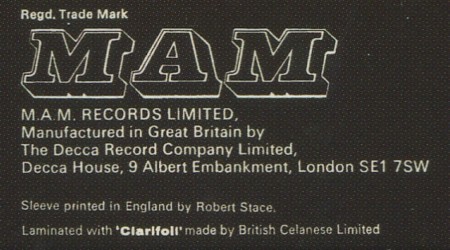 Regd. Trade Mark
MAM
M.A.M. RECORDS LIMITED,
Manufactured in Great Britain by
The Decca Record Company Limited,
Decca House, 9 Albert Embankment, London SE1 7SW
Sleeve printed in England by Robert Stace.
Laminated with 'Clarifoil' made by British Celanese Limited